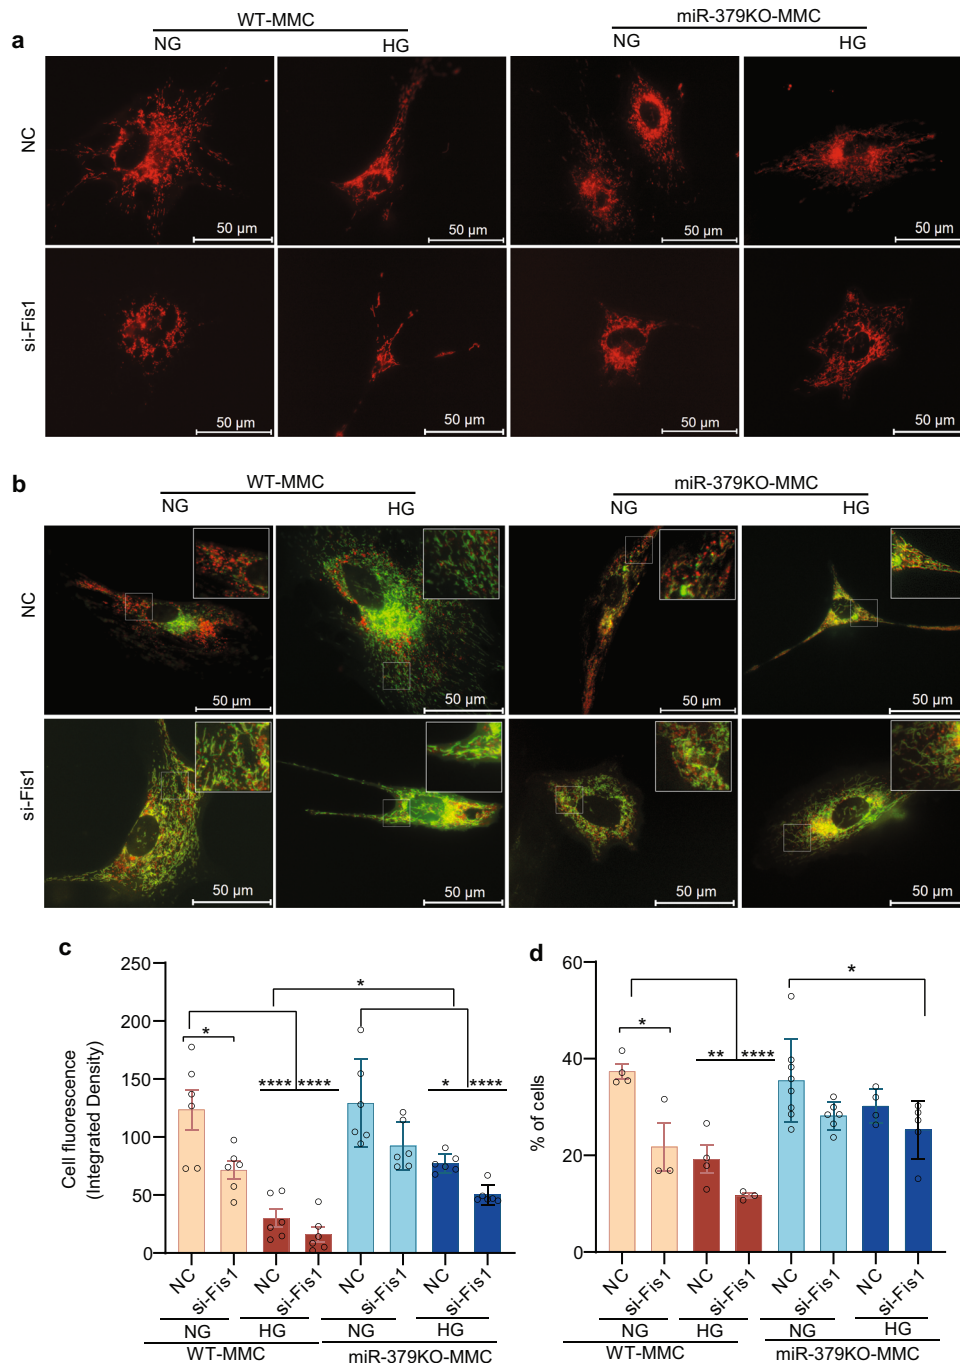 a
WT-MMC
miR-379KO-MMC
NG
HG
NG
HG
NC
50 µm
50 µm
50 µm
50 µm
si-Fis1
50 µm
50 µm
50 µm
50 µm
b
WT-MMC
miR-379KO-MMC
NG
HG
NG
HG
NC
50 µm
50 µm
50 µm
50 µm
si-Fis1
50 µm
50 µm
50 µm
50 µm
c
Cell fluorescence
(Integrated Density)
250
200
150
100
50
0
*
*
**** ****
* ****
NC
si-Fis1
NC
si-Fis1
NC
si-Fis1
NC
si-Fis1
NG
HG
NG
HG
WT-MMC
miR-379KO-MMC
d
% of cells
60
40
20
0
*
*
** ****
NC
si-Fis1
NC
si-Fis1
NC
si-Fis1
NC
si-Fis1
NG
HG
NG
HG
WT-MMC
miR-379KO-MMC